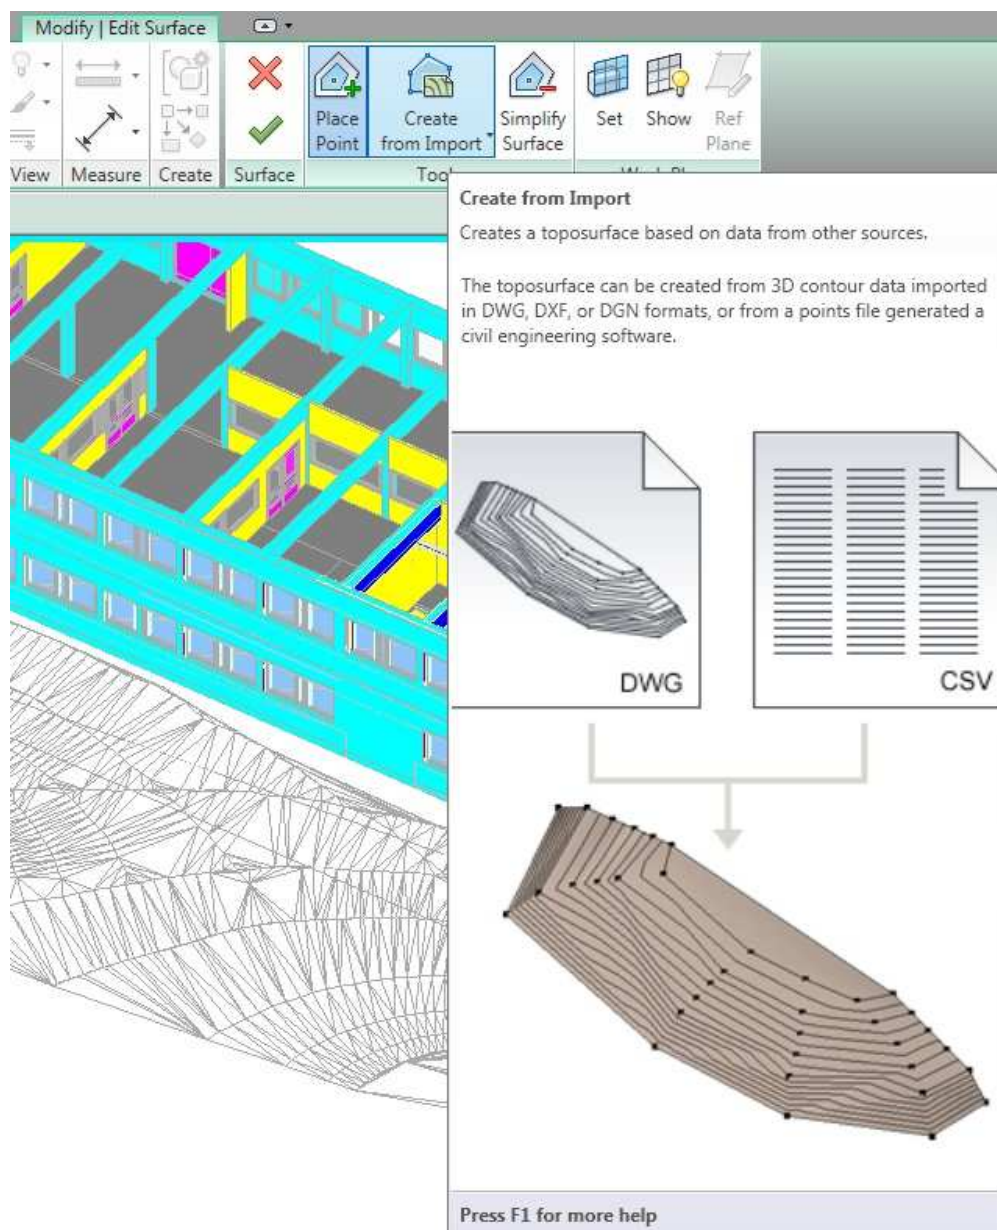 Modify | Edit Surface
Place Point
Create from Import
Simplify Surface
Set
Show
Ref Plane
View
Measure
Create
Surface
Create from Import
Creates a toposurface based on data from other sources.
The toposurface can be created from 3D contour data imported
in DWG, DXF, or DGN formats, or from a points file generated a
civil engineering software.
DWG
CSV
Press F1 for more help